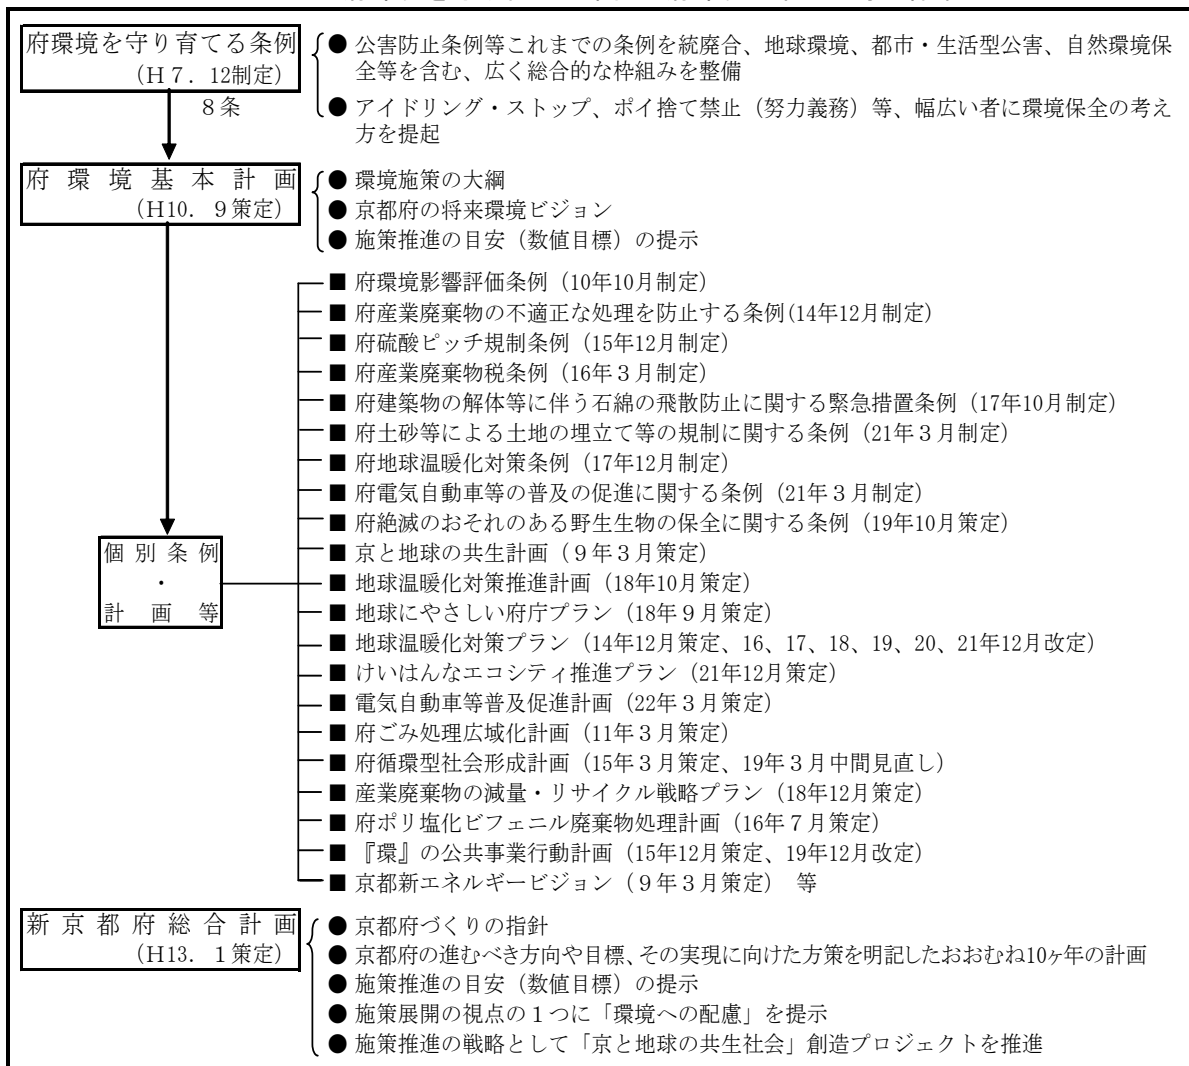 府環境を守り育てる条例
(H7.12制定)
● 公害防止条例等これまでの条例を統廃合、地球環境、都市・生活型公害、自然環境保
全等を含む、広く総合的な枠組みを整備
8条
● アイドリング・ストップ、ポイ捨て禁止（努力義務）等、幅広い者に環境保全の考え
方を提起
府環境基本計画
(H10.9策定)
● 環境施策の大綱
● 京都府の将来環境ビジョン
● 施策推進の目安（数値目標）の提示
■ 府環境影響評価条例（10年10月制定）
■ 府産業廃棄物の不適正な処理を防止する条例(14年12月制定)
■ 府硫酸ピッチ規制条例（15年12月制定）
■ 府産業廃棄物税条例（16年3月制定）
■ 府建築物の解体等に伴う石綿の飛散防止に関する緊急措置条例（17年10月制定）
■ 府土砂等による土地の埋立て等の規制に関する条例（21年3月制定）
■ 府地球温暖化対策条例（17年12月制定）
■ 府電気自動車等の普及の促進に関する条例（21年3月制定）
■ 府絶滅のおそれのある野生生物の保全に関する条例（19年10月策定）
■ 京と地球の共生計画（9年3月策定）
個別条例
・
計画等
■ 地球温暖化対策推進計画（18年10月策定）
■ 地球にやさしい府庁プラン（18年9月策定）
■ 地球温暖化対策プラン（14年12月策定、16、17、18、19、20、21年12月改定）
■ けいはんなエコシティ推進プラン（21年12月策定）
■ 電気自動車等普及促進計画（22年3月策定）
■ 府ごみ処理広域化計画（11年3月策定）
■ 府循環型社会形成計画（15年3月策定、19年3月中間見直し）
■ 産業廃棄物の減量・リサイクル戦略プラン（18年12月策定）
■ 府ポリ塩化ビフェニル廃棄物処理計画（16年7月策定）
■ 『環』の公共事業行動計画（15年12月策定、19年12月改定）
■ 京都新エネルギービジョン（9年3月策定） 等
新京都府総合計画
(H13.1策定)
● 京都府づくりの指針
● 京都府の進むべき方向や目標、その実現に向けた方策を明記したおおむね10ヶ年の計画
● 施策推進の目安（数値目標）の提示
● 施策展開の視点の1つに「環境への配慮」を提示
● 施策推進の戦略として「京と地球の共生社会」創造プロジェクトを推進